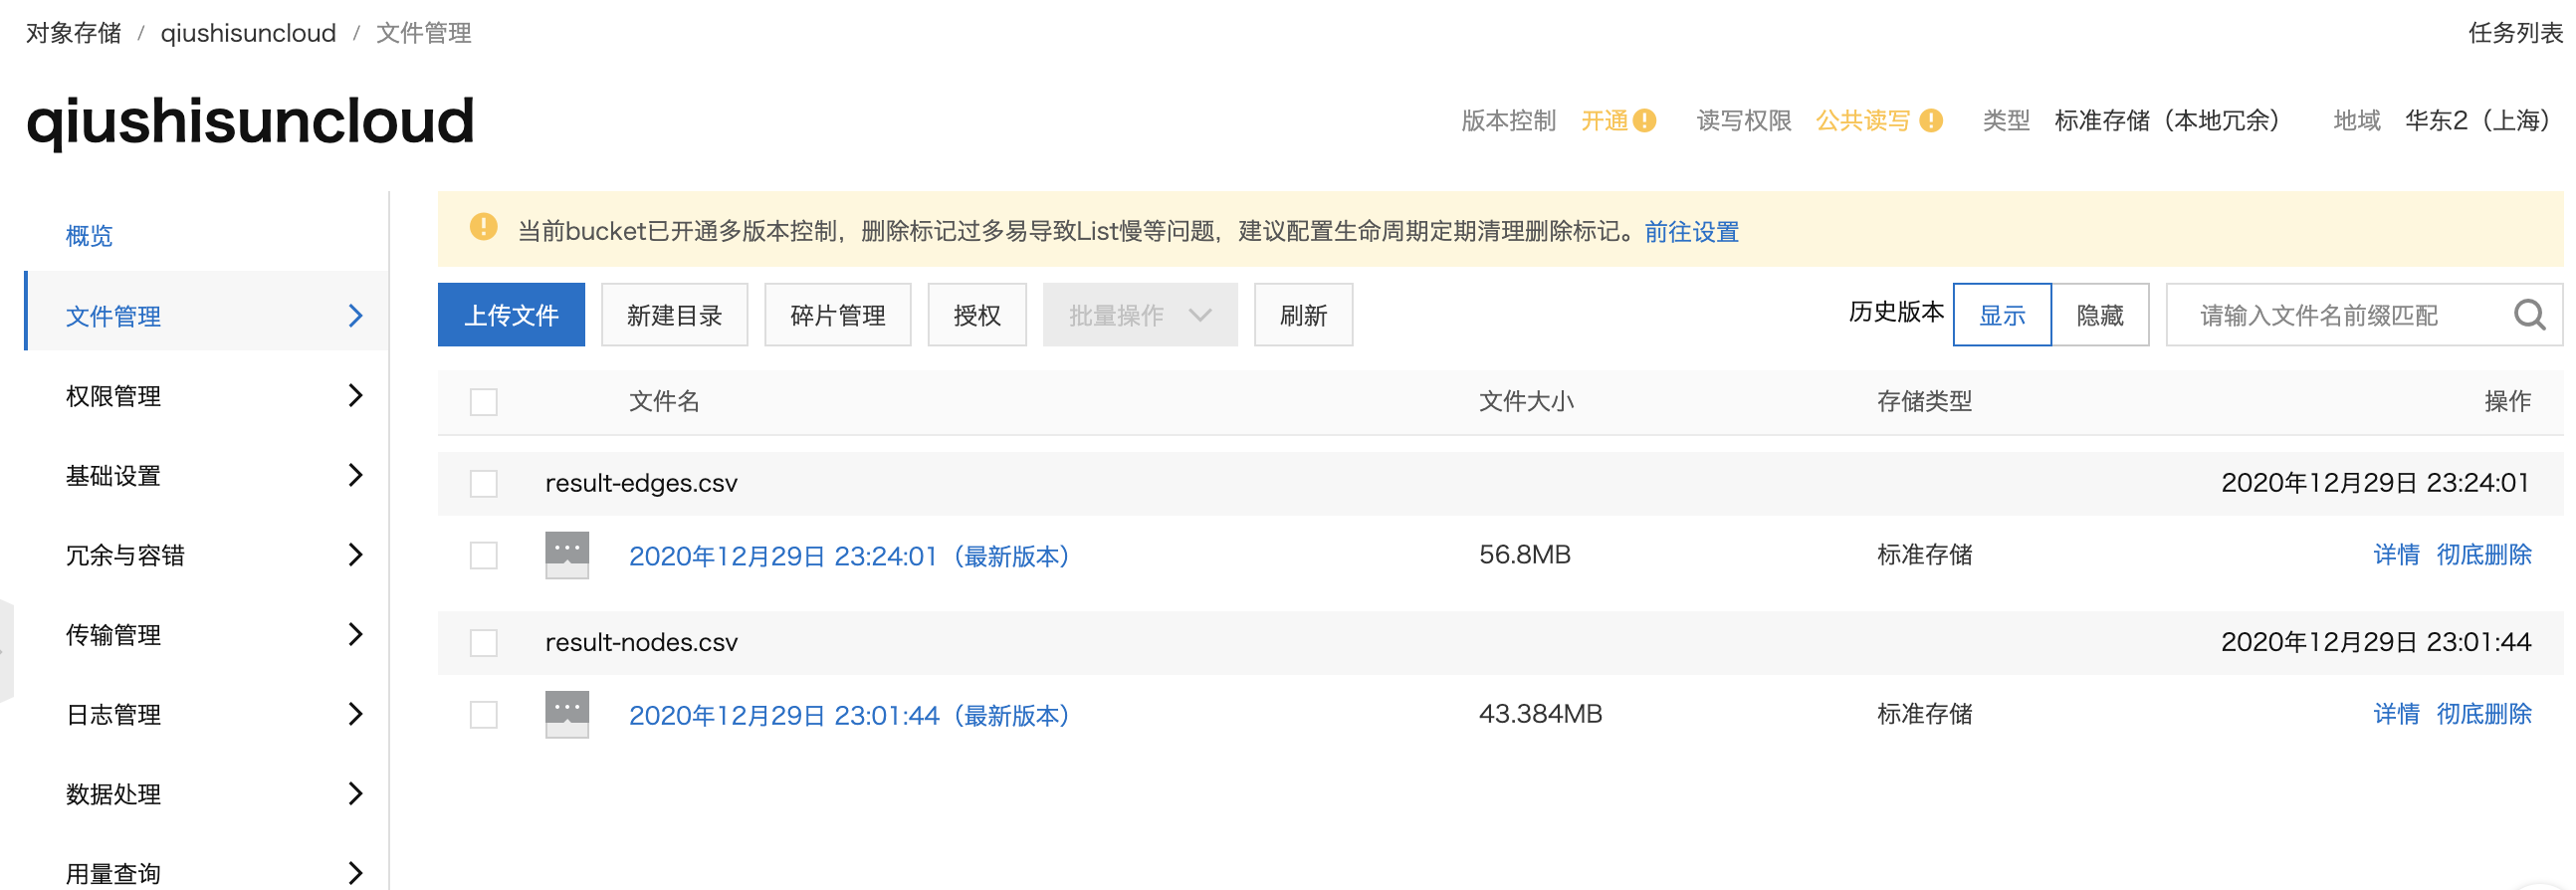 对象存储 / qiushisuncloud / 文件管理
任务列表
qiushisuncloud
版本控制 开通 读写权限 公共读写 类型 标准存储（本地冗余） 地域 华东2（上海）
概览
文件管理
权限管理
基础设置
冗余与容错
传输管理
日志管理
数据处理
用量查询
当前bucket已开通多版本控制，删除标记过多易导致List慢等问题，建议配置生命周期定期清理删除标记。前往设置
上传文件 新建目录 碎片管理 授权 批量操作 刷新 历史版本 显示 隐藏 请输入文件名前缀匹配
文件名 文件大小 存储类型 操作
result-edges.csv 2020年12月29日 23:24:01
2020年12月29日 23:24:01（最新版本） 56.8MB 标准存储 详情 彻底删除
result-nodes.csv 2020年12月29日 23:01:44
2020年12月29日 23:01:44（最新版本） 43.384MB 标准存储 详情 彻底删除